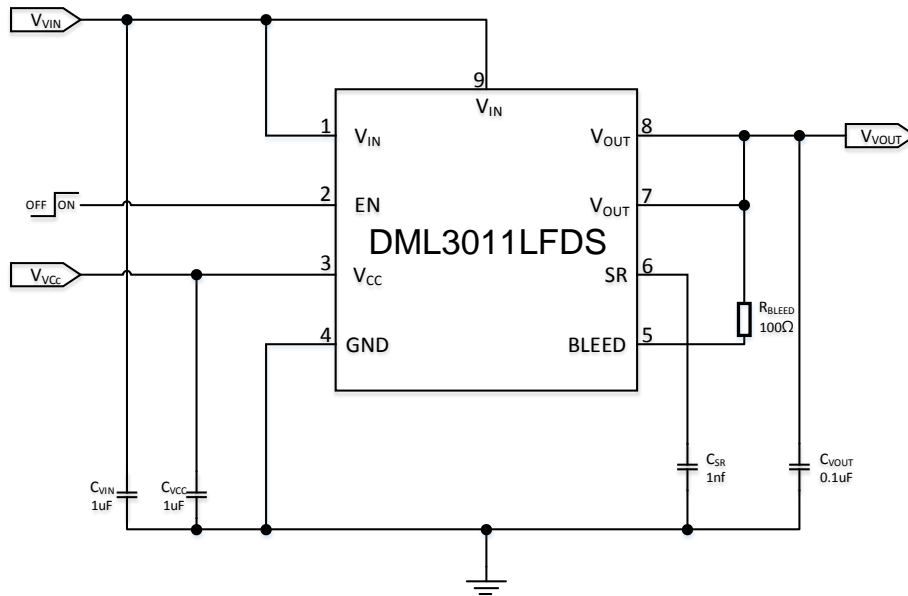 VVIN
9
VIN
1
VIN
VOUT
8
VVOUT
OFF
ON
2
EN
VOUT
7
DML3011LFDS
VVCc
3
VCC
SR
6
RBLEED
100Ω
4
GND
BLEED
5
CVIN
1uF
CVCC
1uF
CSR
1nf
CVOUT
0.1uF